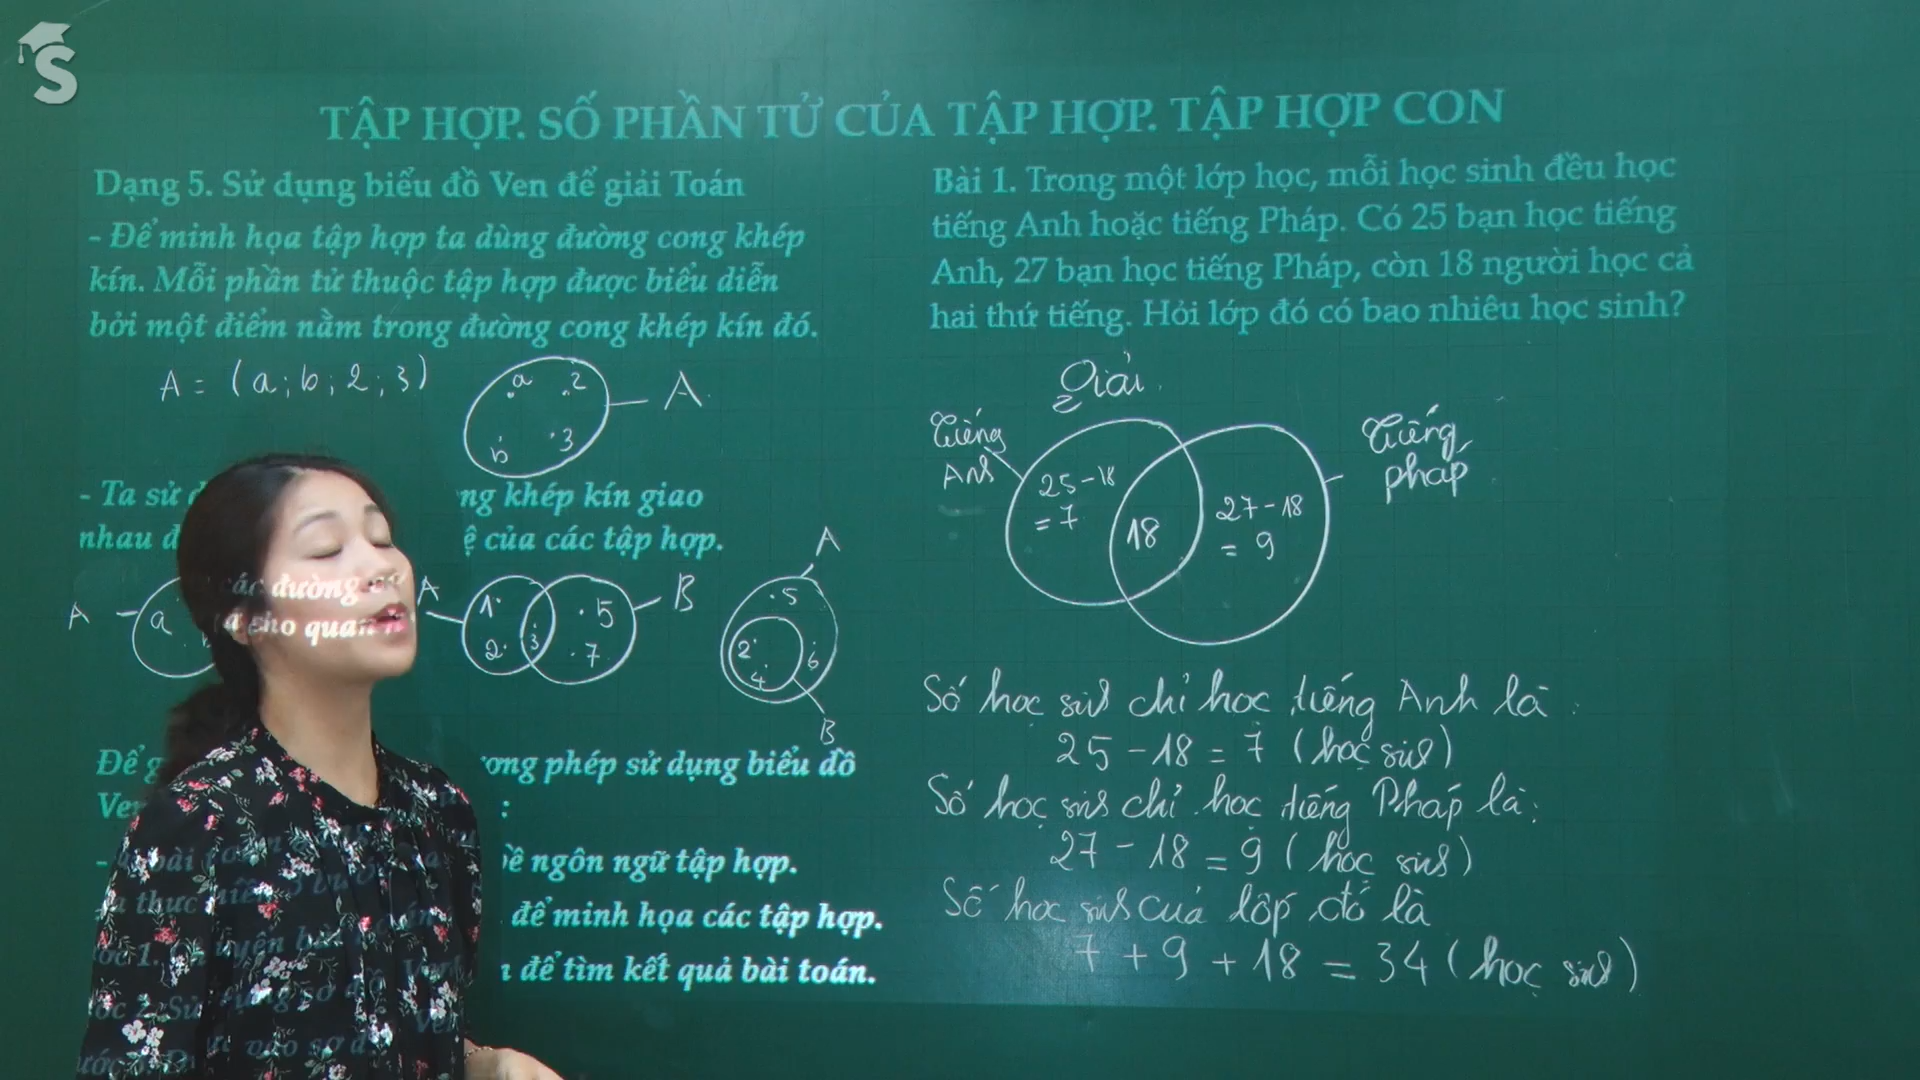 S
TẬP HỢP. SỐ PHẦN TỬ CỦA TẬP HỢP. TẬP HỢP CON
Dạng 5. Sử dụng biểu đồ Ven để giải Toán
- Để minh họa tập hợp ta dùng đường cong khép
kín. Mỗi phần tử thuộc tập hợp được biểu diễn
bởi một điểm nằm trong đường cong khép kín đó.
A = (a; b; 2; 3)
a 2
b 3
A
- Ta sử
khép kín giao
nhau
của các tập hợp.
các đường
cho quan
A a
A 1 2 3 5 7 B
A 5 2 4 6 B
Để
phép sử dụng biểu đồ
:
- bài
về ngôn ngữ tập hợp.
thực
để minh họa các tập hợp.
1.
để tìm kết quả bài toán.
Bài 1. Trong một lớp học, mỗi học sinh đều học
tiếng Anh hoặc tiếng Pháp. Có 25 bạn học tiếng
Anh, 27 bạn học tiếng Pháp, còn 18 người học cả
hai thứ tiếng. Hỏi lớp đó có bao nhiêu học sinh?
Giải
Tiếng
Anh
Tiếng
pháp
25 - 18
= 7
18
27 - 18
= 9
Số học sinh chỉ học tiếng Anh là :
25 - 18 = 7 (học sinh)
Số học sinh chỉ học tiếng Pháp là :
27 - 18 = 9 (học sinh)
Số học sinh của lớp đó là
7 + 9 + 18 = 34 (học sinh)